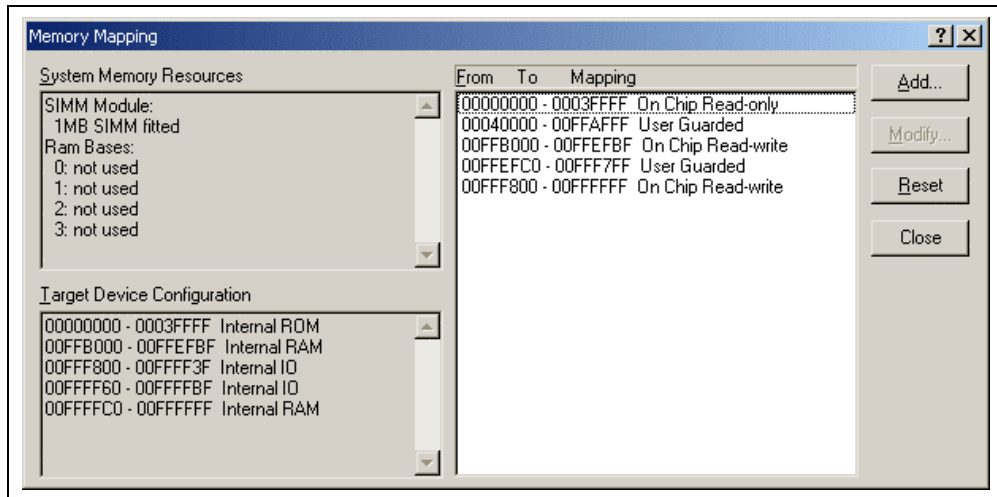 Memory Mapping
System Memory Resources
SIMM Module:
1MB SIMM fitted
Ram Bases:
0: not used
1: not used
2: not used
3: not used
Target Device Configuration
00000000 - 0003FFFF Internal ROM
00FFB000 - 00FFEFBF Internal RAM
00FFF800 - 00FFFF3F Internal IO
00FFFF60 - 00FFFFBF Internal IO
00FFFFC0 - 00FFFFFF Internal RAM
From To Mapping
00000000 - 0003FFFF On Chip Read-only
00040000 - 00FFAFFF User Guarded
00FFB000 - 00FFEFBF On Chip Read-write
00FFEFC0 - 00FFF7FF User Guarded
00FFF800 - 00FFFFFF On Chip Read-write
Add...
Modify...
Reset
Close